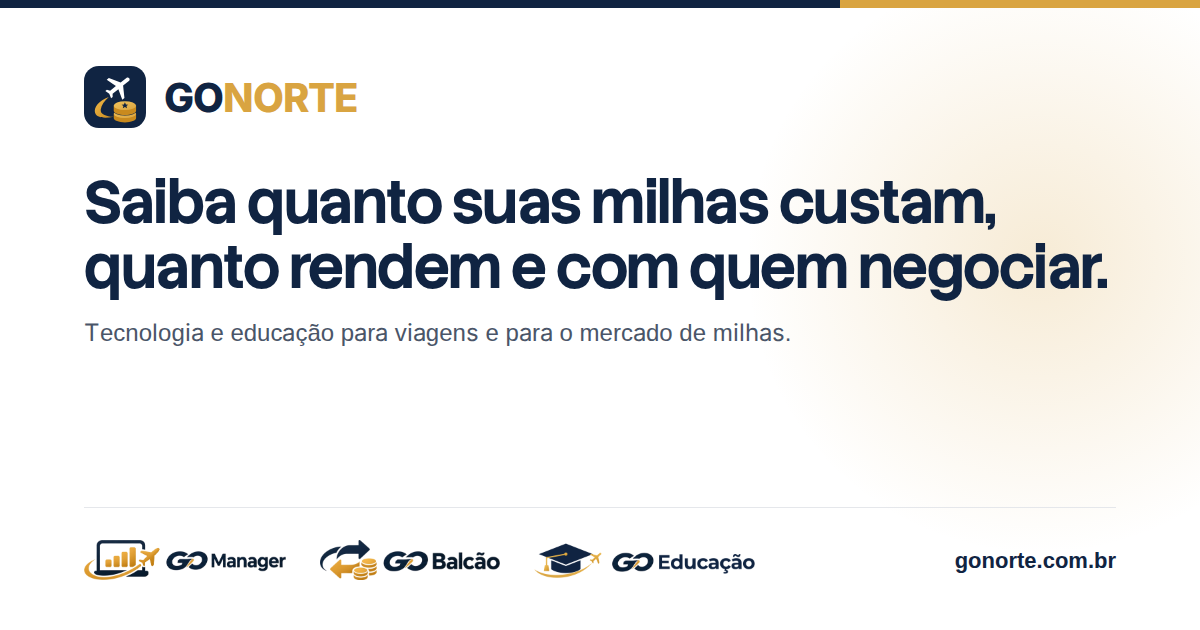 GONORTE
Saiba quanto suas milhas custam,
quanto rendem e com quem negociar.
Tecnologia e educação para viagens e para o mercado de milhas.
GO Manager
GO Balcão
GO Educação
gonorte.com.br